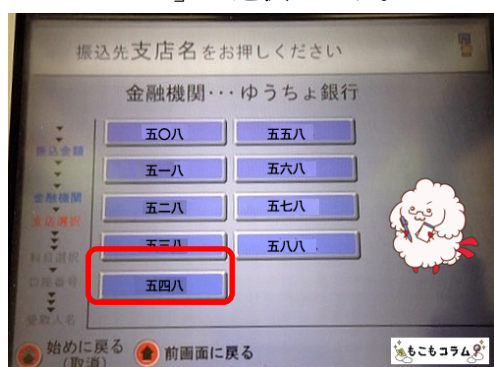 振込先支店名をお押しください
金融機関・・・ゆうちょ銀行
五〇八 五五八
五一八 五六八
五二八 五七八
五三八 五八八
五四八
振込金額
金融機関
支店選択
科目選択
口座番号
受取人名
始めに戻る
(取消)
前画面に戻る
もこもコラム